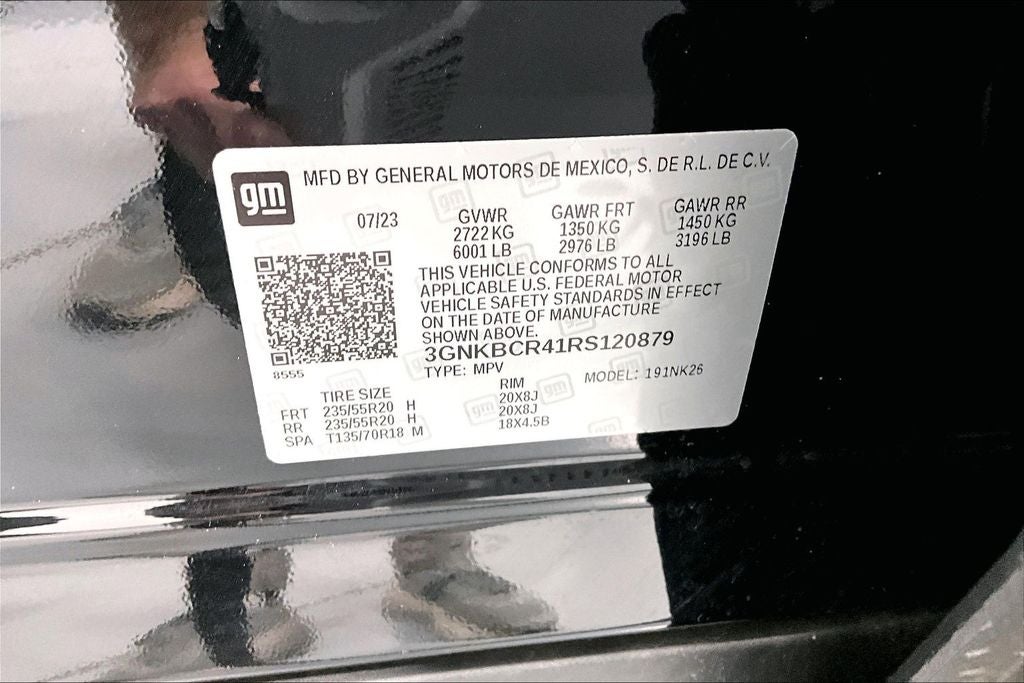 gm
MFD BY GENERAL MOTORS DE MEXICO, S. DE R.L. DE C.V.
07/23 GVWR GAWR FRT GAWR RR
2722 KG 1350 KG 1450 KG
6001 LB 2976 LB 3196 LB
THIS VEHICLE CONFORMS TO ALL
APPLICABLE U.S. FEDERAL MOTOR
VEHICLE SAFETY STANDARDS IN EFFECT
ON THE DATE OF MANUFACTURE
SHOWN ABOVE.
3GNKBCR41RS120879
8555
TYPE: MPV MODEL: 191NK26
TIRE SIZE RIM
FRT 235/55R20 H 20X8J
RR 235/55R20 H 20X8J
SPA T135/70R18 M 18X4.5B